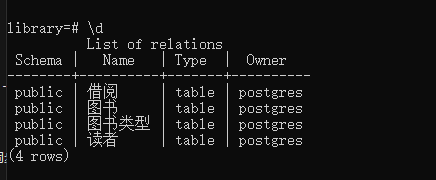 library=# \d
List of relations
Schema | Name | Type | Owner
--------+----------+-------+----------
public | 借阅 | table | postgres
public | 图书 | table | postgres
public | 图书类型 | table | postgres
public | 读者 | table | postgres
(4 rows)